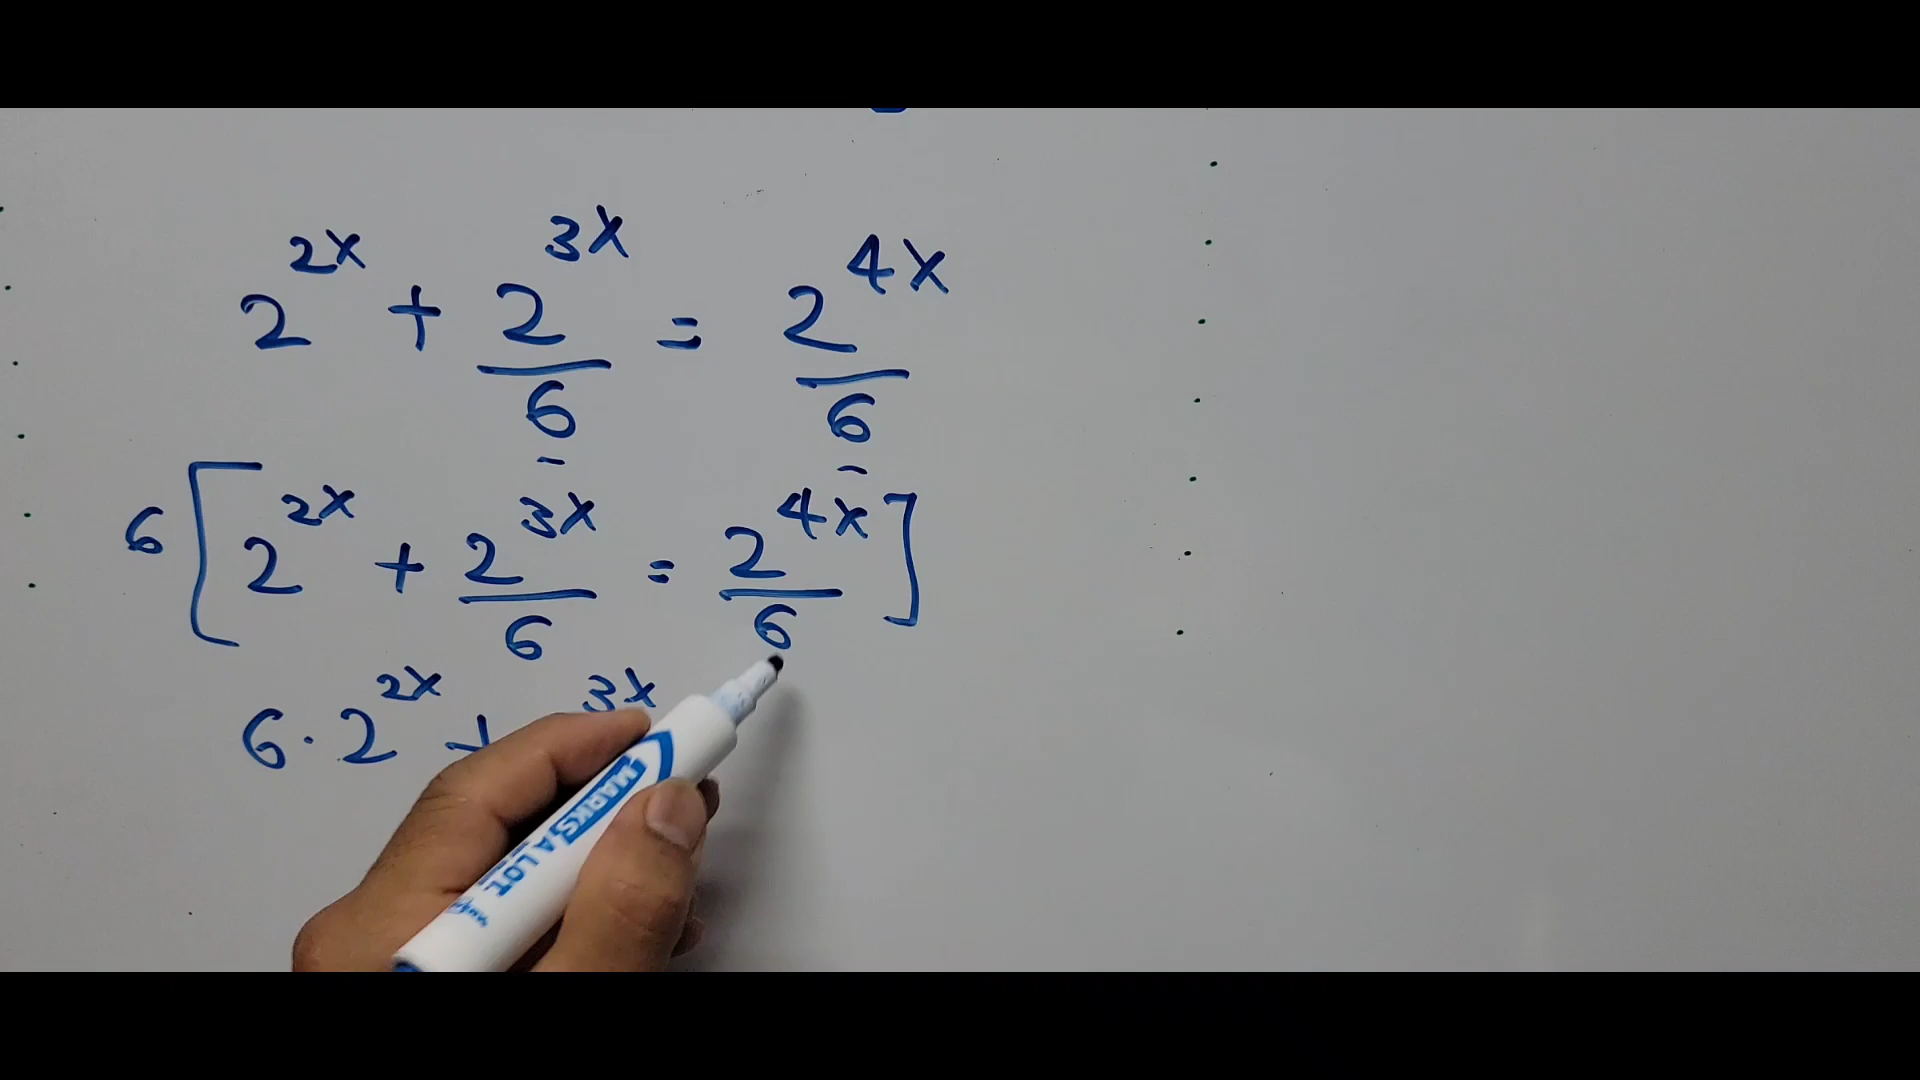 2^{2x} + 2^{3x}/6 = 2^{4x}/6
6 [ 2^{2x} + 2^{3x}/6 = 2^{4x}/6 ]
6 · 2^{2x} + 3x
MARKS A LOT